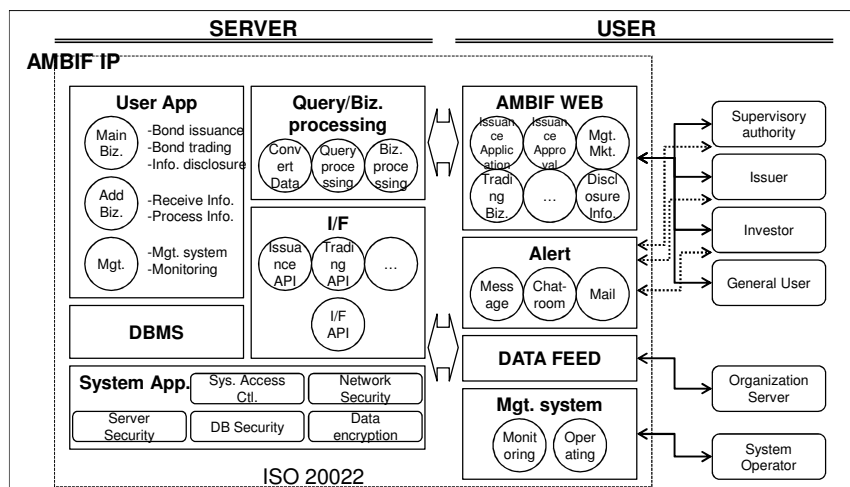 SERVER
USER
AMBIF IP
User App
Main
Biz.
-Bond issuance
-Bond trading
-Info. disclosure
Add
Biz.
-Receive Info.
-Process Info.
Mgt.
-Mgt. system
-Monitoring
DBMS
Query/Biz.
processing
Conv
ert
Data
Query
proce
ssing
Biz.
proce
ssing
I/F
Issua
nce
API
Tradi
ng
API
...
I/F
API
System App.
Sys. Access
Ctl.
Network
Security
Server
Security
DB Security
Data
encryption
ISO 20022
AMBIF WEB
Issuan
ce
Applic
ation
Issuan
ce
Appro
val
Mgt.
Mkt.
Tradi
ng
Biz.
...
Discl
osure
Info.
Alert
Mess
age
Chat-
room
Mail
DATA FEED
Mgt. system
Monit
oring
Oper
ating
Supervisory
authority
Issuer
Investor
General User
Organization
Server
System
Operator